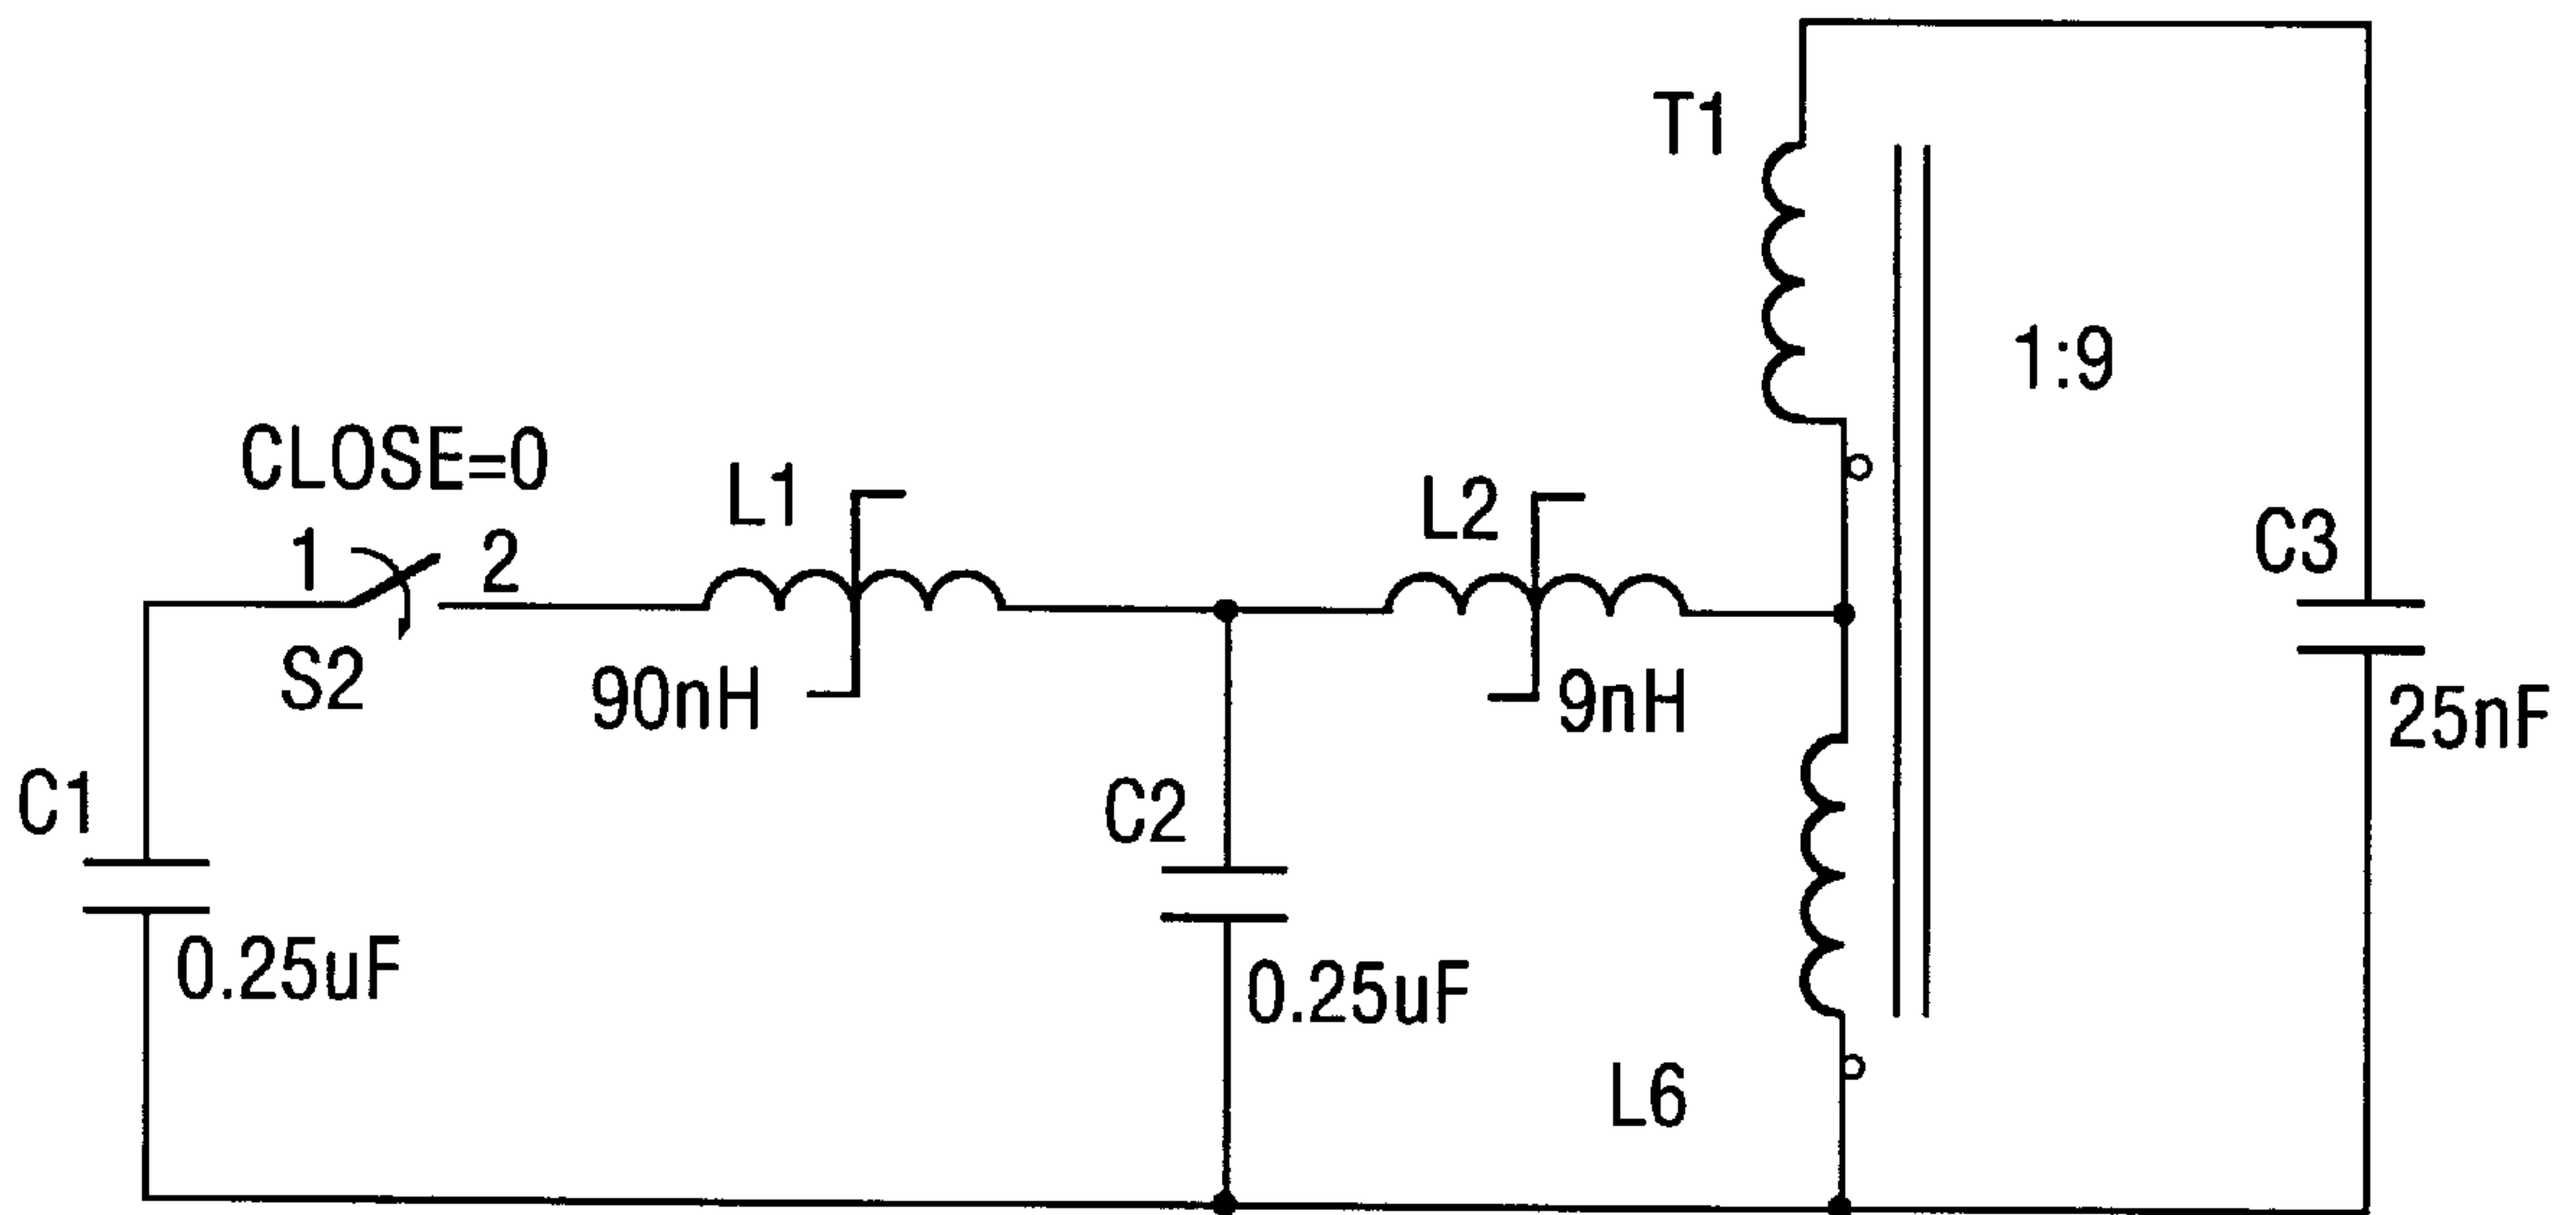 T1
1:9
CLOSE=0
L1
L2
1
2
C3
S2
90nH
9nH
25nF
C1
C2
0.25uF
0.25uF
L6